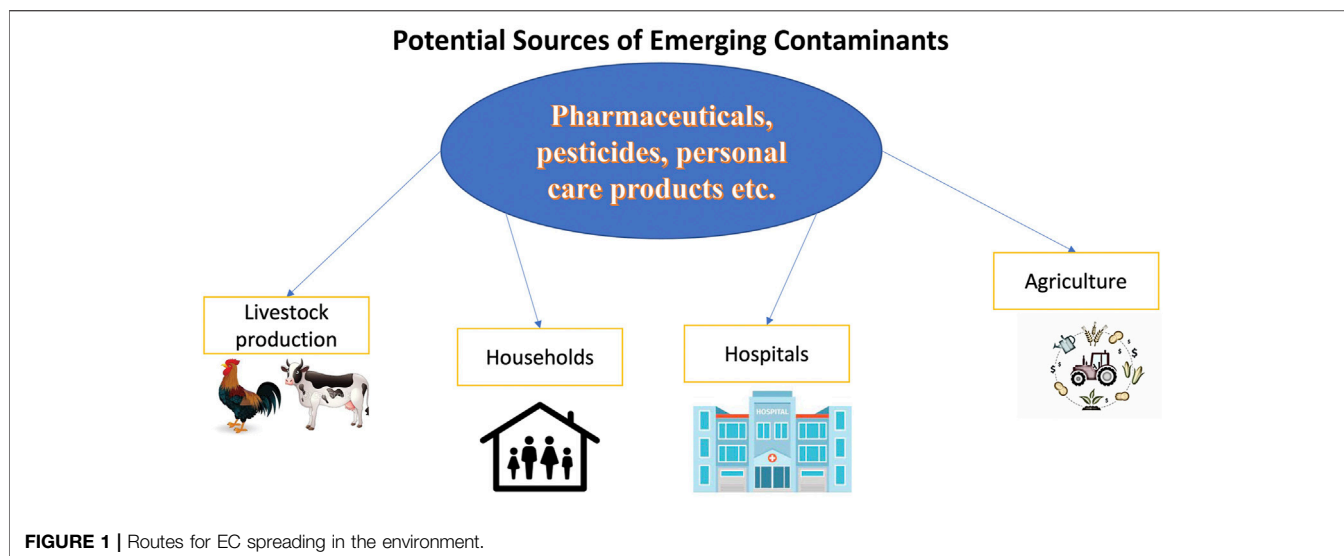 Potential Sources of Emerging Contaminants
Pharmaceuticals,
pesticides, personal
care products etc.
Livestock
production
Households
Hospitals
Agriculture
HOSPITAL
FIGURE 1 | Routes for EC spreading in the environment.